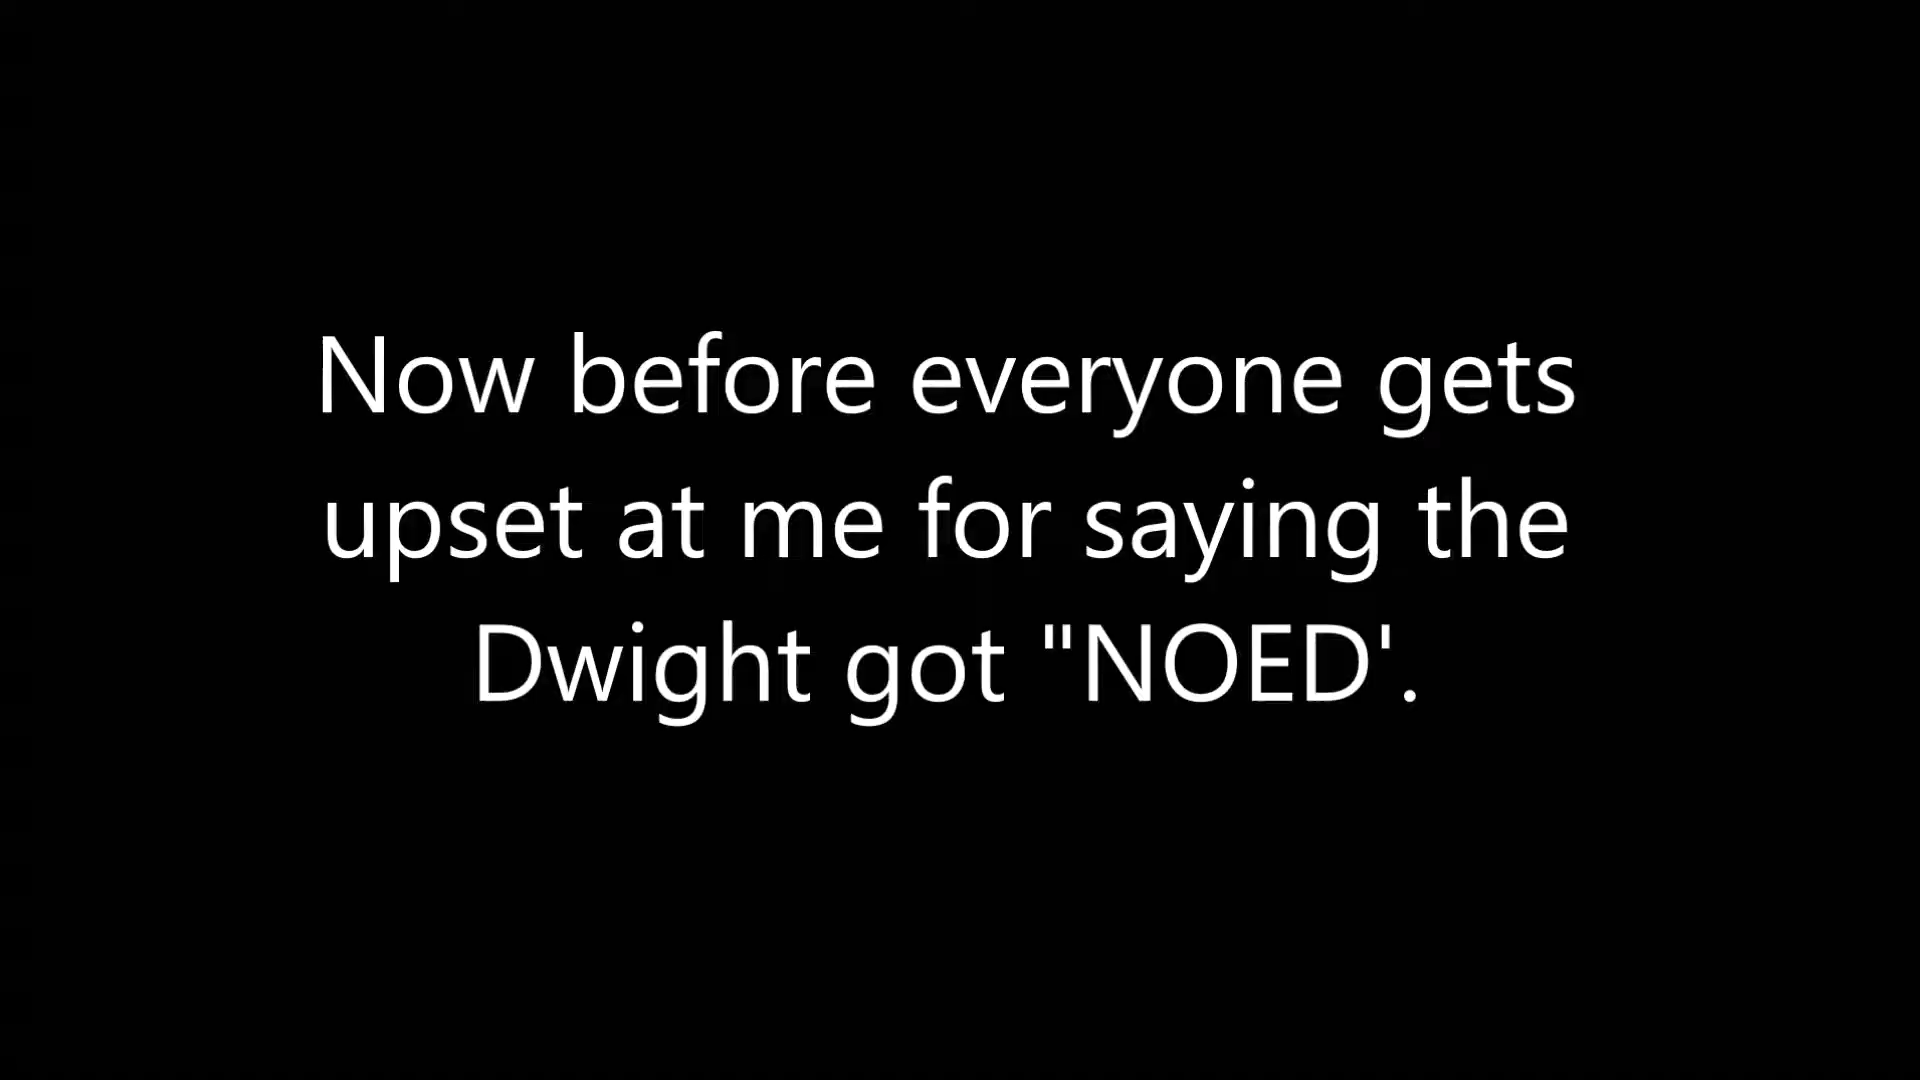 Now before everyone gets
upset at me for saying the
Dwight got "NOED'.